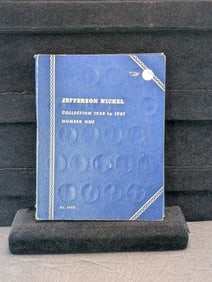 JEFFERSON NICKEL
COLLECTION 1938 to 1961
NUMBER ONE